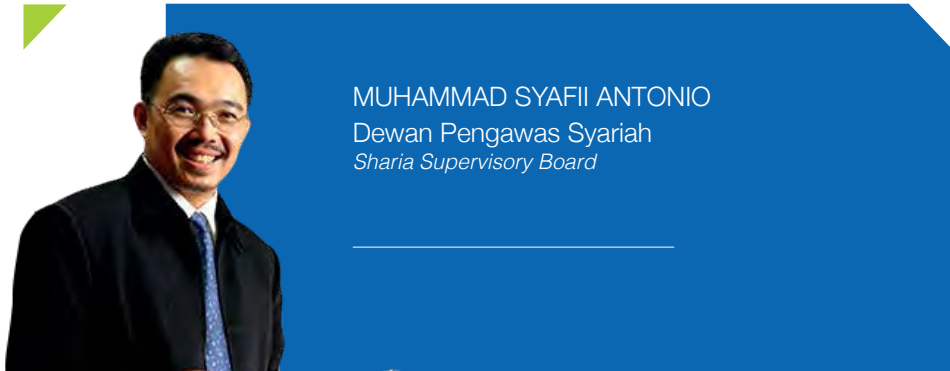 MUHAMMAD SYAFII ANTONIO
Dewan Pengawas Syariah
Sharia Supervisory Board